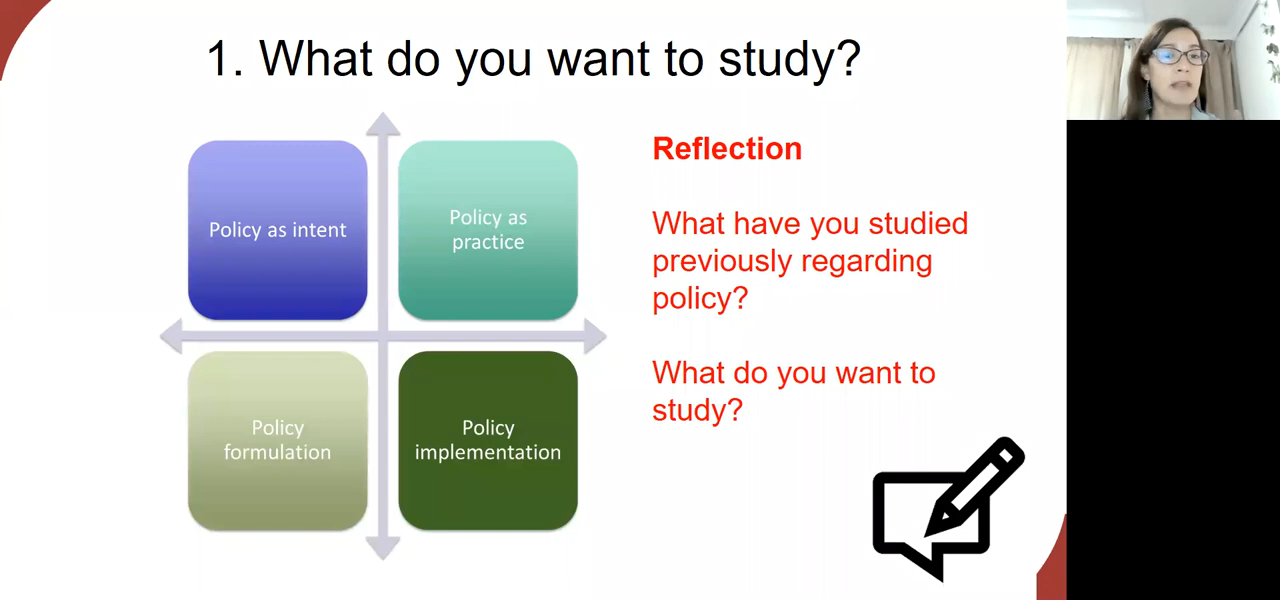 1. What do you want to study?
Policy as intent
Policy as
practice
Policy
formulation
Policy
implementation
Reflection
What have you studied
previously regarding
policy?
What do you want to
study?